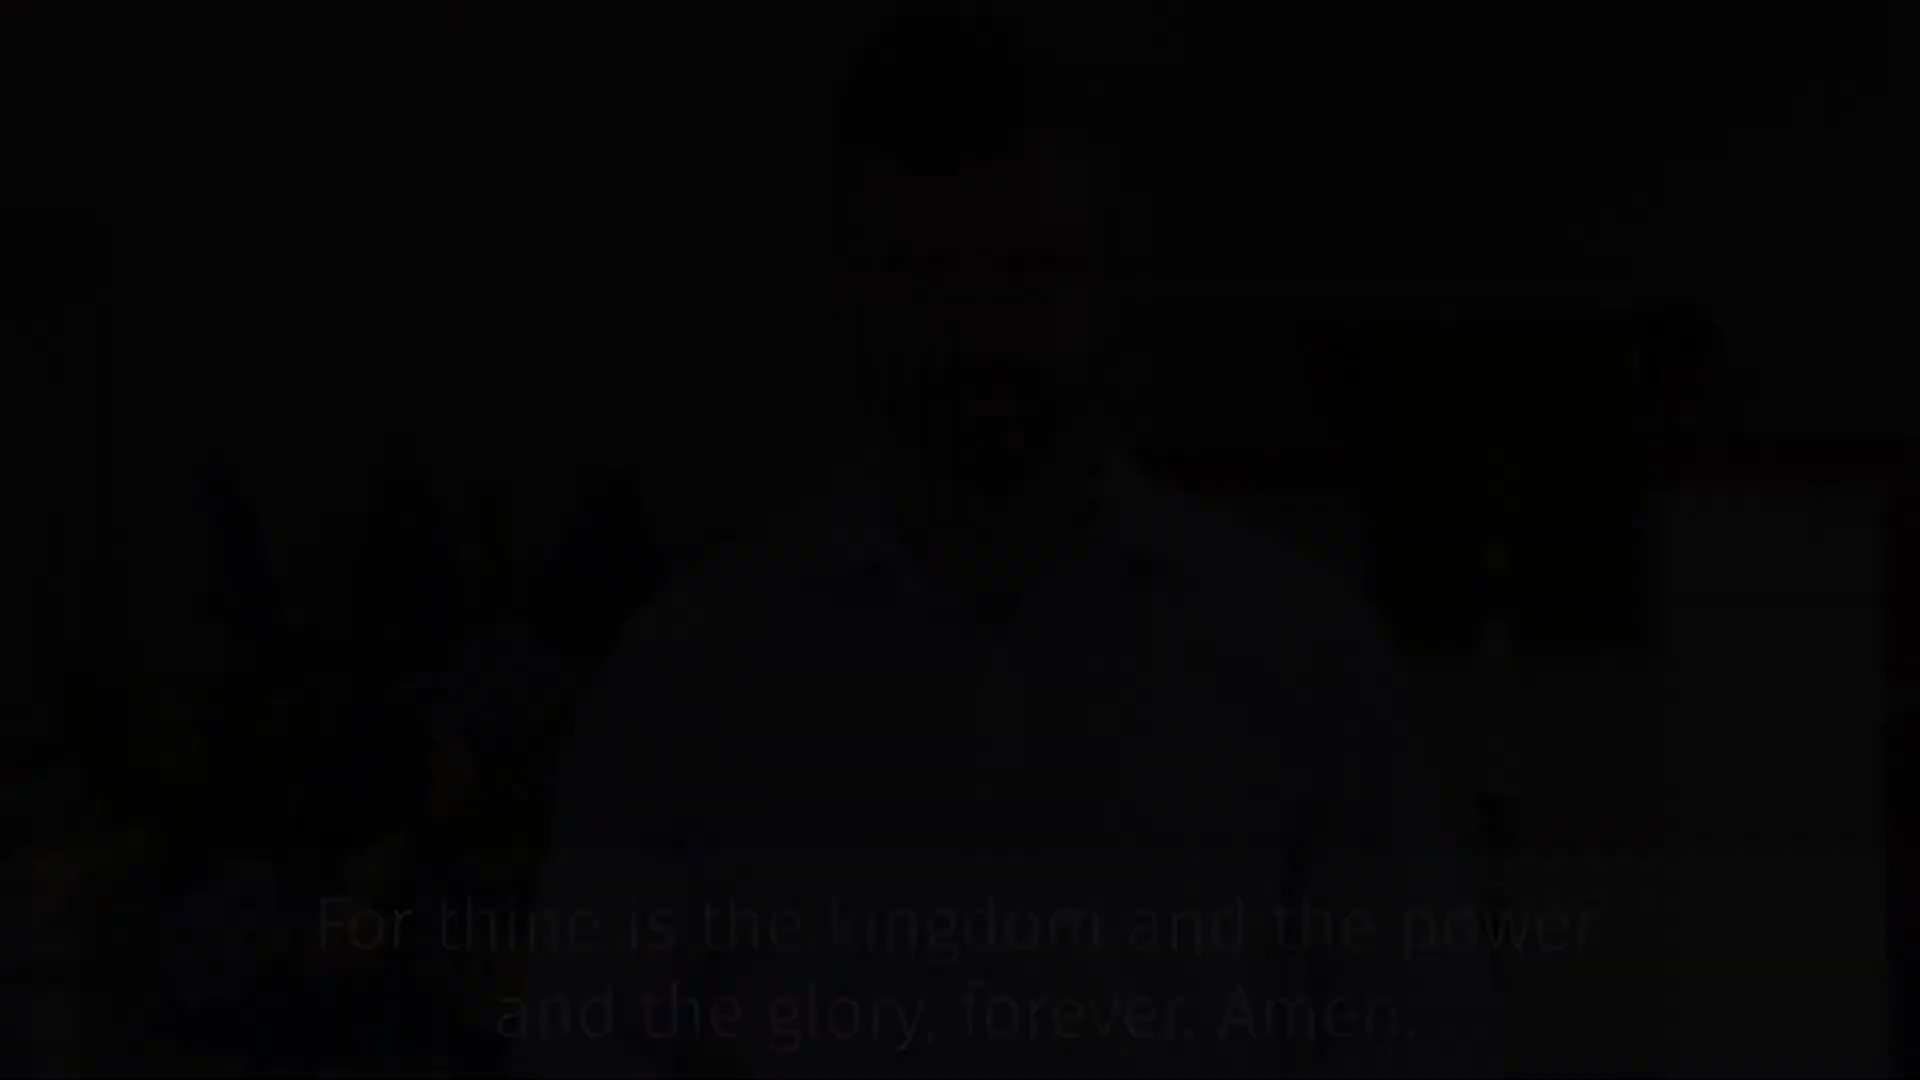 For thine is the kingdom and the power
and the glory, forever. Amen.